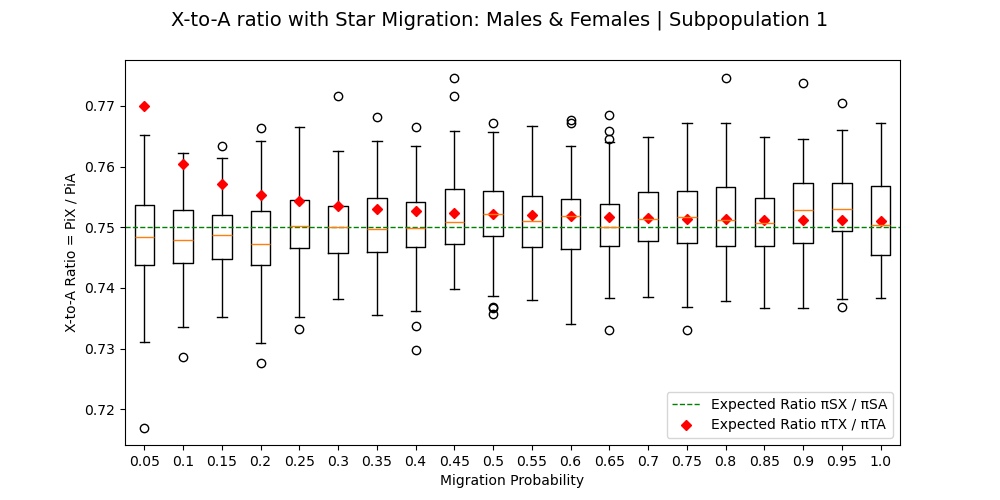 X-to-A ratio with Star Migration: Males & Females | Subpopulation 1
X-to-A Ratio = PiX / PiA
0.77
0.76
0.75
0.74
0.73
0.72
Expected Ratio πSX / πSA
Expected Ratio πTX / πTA
0.05 0.1 0.15 0.2 0.25 0.3 0.35 0.4 0.45 0.5 0.55 0.6 0.65 0.7 0.75 0.8 0.85 0.9 0.95 1.0
Migration Probability